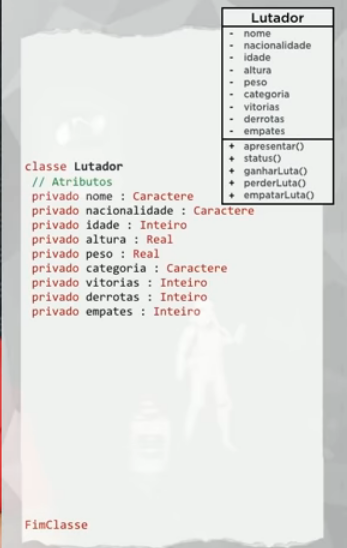 Lutador
- nome
- nacionalidade
- idade
- altura
- peso
- categoria
- vitorias
- derrotas
- empates
+ apresentar()
+ status()
+ ganharLuta()
+ perderLuta()
+ empatarLuta()
classe Lutador
// Atributos
privado nome : Caractere
privado nacionalidade : Caractere
privado idade : Inteiro
privado altura : Real
privado peso : Real
privado categoria : Caractere
privado vitorias : Inteiro
privado derrotas : Inteiro
privado empates : Inteiro
FimClasse